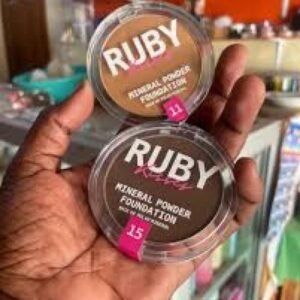 RUBY
Kisses
MINERAL POWDER
FOUNDATION
11
RUBY
Kisses
MINERAL POWDER
FOUNDATION
15